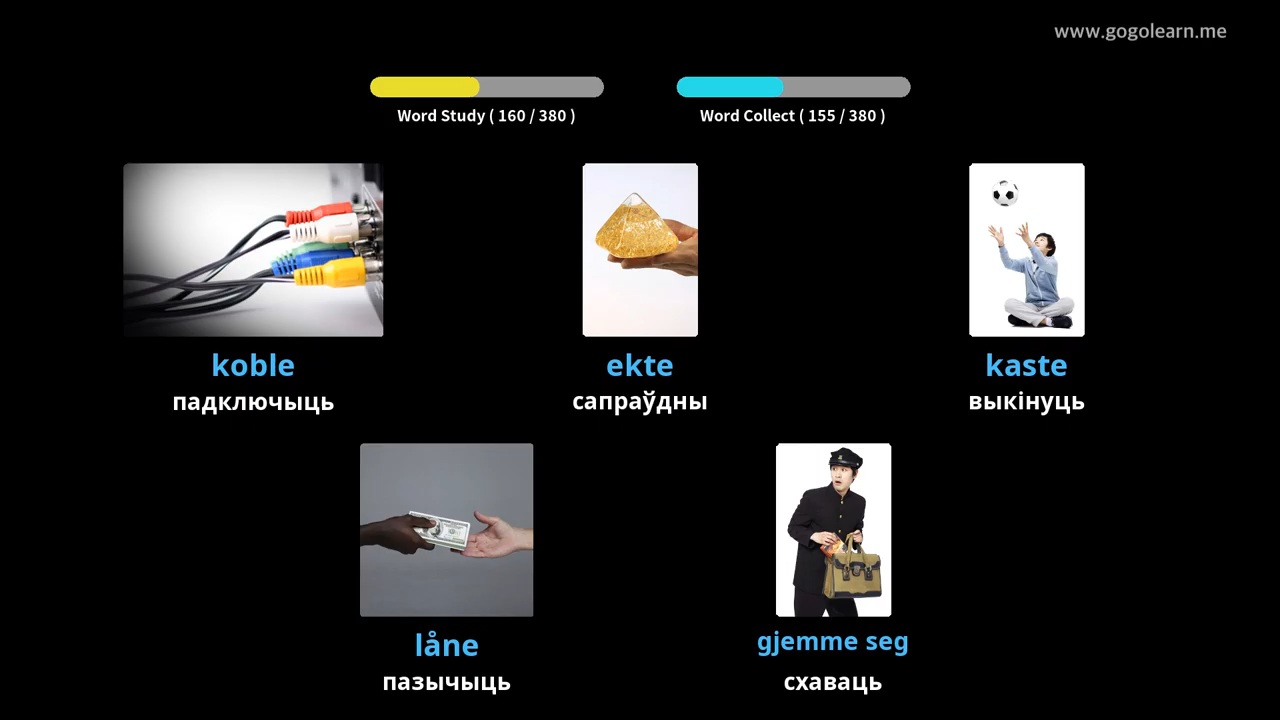 www.gogolearn.me
Word Study ( 160 / 380 )
Word Collect ( 155 / 380 )
koble
падключыць
ekte
сапраўдны
kaste
выкінуць
låne
пазычыць
gjemme seg
схаваць